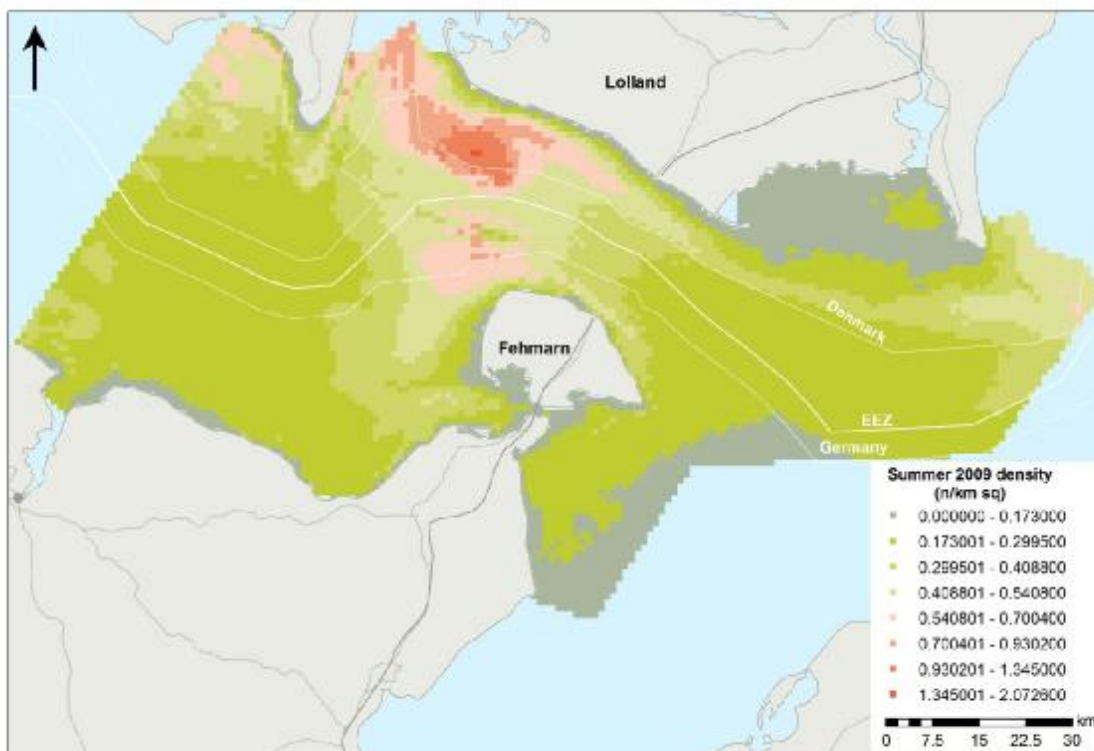 Lolland
Fehmarn
Denmark
EEZ
Germany
Summer 2009 density
(n/km sq)
0.000000 - 0.173000
0.173001 - 0.299500
0.299501 - 0.408800
0.408801 - 0.540800
0.540801 - 0.700400
0.700401 - 0.930200
0.930201 - 1.345000
1.345001 - 2.072600
km
0 7.5 15 22.5 30